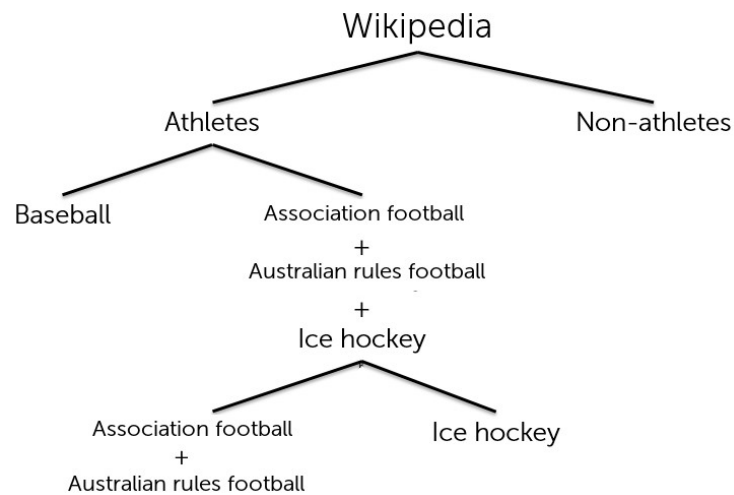 Wikipedia
Athletes
Non-athletes
Baseball
Association football
+
Australian rules football
+
Ice hockey
Association football
+
Australian rules football
Ice hockey